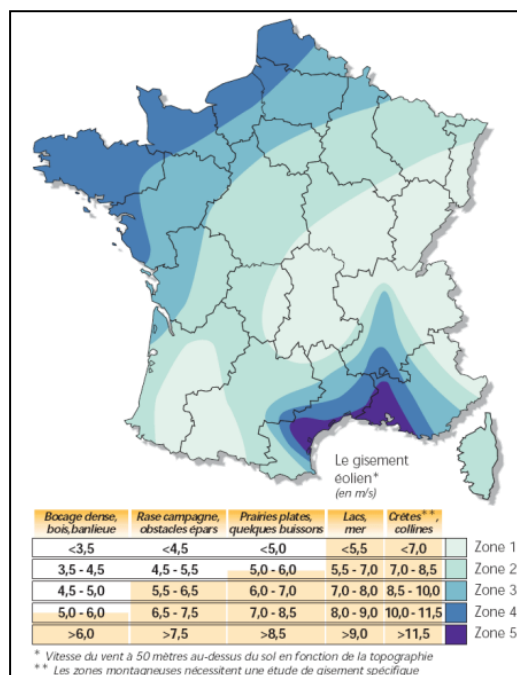 Le gisement
éolien*
(en m/s)
Bocage dense, Rase campagne, Prairies plates, Lacs, Crêtes**,
bois,banlieue obstacles épars quelques buissons mer collines
<3,5 <4,5 <5,0 <5,5 <7,0 Zone 1
3,5 - 4,5 4,5 - 5,5 5,0 - 6,0 5,5 - 7,0 7,0 - 8,5 Zone 2
4,5 - 5,0 5,5 - 6,5 6,0 - 7,0 7,0 - 8,0 8,5 - 10,0 Zone 3
5,0 - 6,0 6,5 - 7,5 7,0 - 8,5 8,0 - 9,0 10,0 - 11,5 Zone 4
>6,0 >7,5 >8,5 >9,0 >11,5 Zone 5
* Vitesse du vent à 50 mètres au-dessus du sol en fonction de la topographie
** Les zones montagneuses nécessitent une étude de gisement spécifique